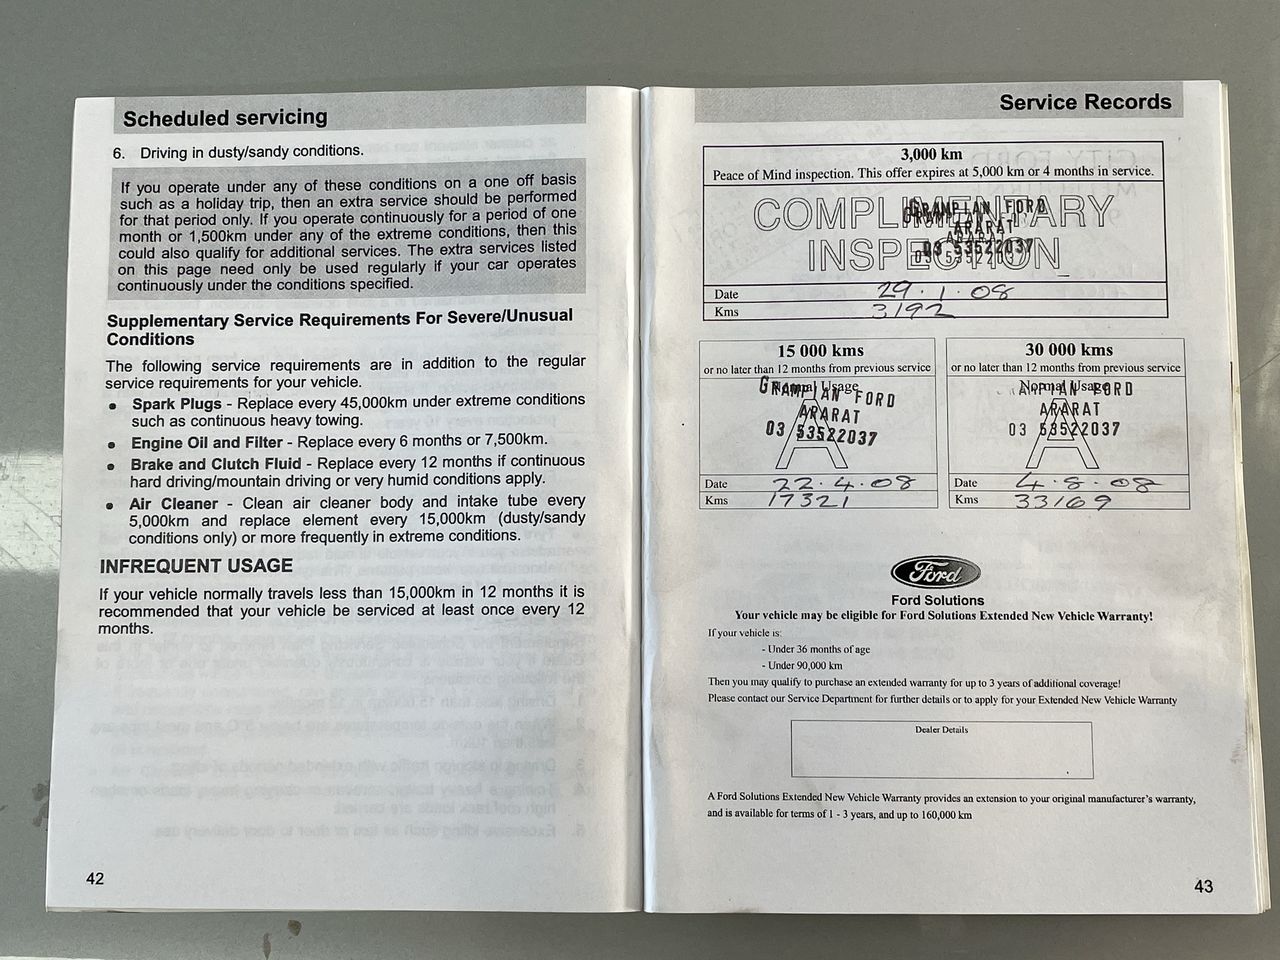 Scheduled servicing
6. Driving in dusty/sandy conditions.
If you operate under any of these conditions on a one off basis
such as a holiday trip, then an extra service should be performed
for that period only. If you operate continuously for a period of one
month or 1,500km under any of the extreme conditions, then this
could also qualify for additional services. The extra services listed
on this page need only be used regularly if your car operates
continuously under the conditions specified.
Supplementary Service Requirements For Severe/Unusual
Conditions
The following service requirements are in addition to the regular
service requirements for your vehicle.
• Spark Plugs - Replace every 45,000km under extreme conditions
such as continuous heavy towing.
• Engine Oil and Filter - Replace every 6 months or 7,500km.
• Brake and Clutch Fluid - Replace every 12 months if continuous
hard driving/mountain driving or very humid conditions apply.
• Air Cleaner - Clean air cleaner body and intake tube every
5,000km and replace element every 15,000km (dusty/sandy
conditions only) or more frequently in extreme conditions.
INFREQUENT USAGE
If your vehicle normally travels less than 15,000km in 12 months it is
recommended that your vehicle be serviced at least once every 12
months.
42
Service Records
3,000 km
Peace of Mind inspection. This offer expires at 5,000 km or 4 months in service.
COMPLIMENTARY
INSPECTION
GRAMPIAN FORD
ARARAT
03 53522037
Date 29.1.08
Kms 3192
15 000 kms
or no later than 12 months from previous service
Normal Usage
A
GRAMPIAN FORD
ARARAT
03 53522037
Date 22.4.08
Kms 17321
30 000 kms
or no later than 12 months from previous service
Normal Usage
A
AMPIAN FORD
ARARAT
03 53522037
Date 4.8.08
Kms 33169
Ford
Ford Solutions
Your vehicle may be eligible for Ford Solutions Extended New Vehicle Warranty!
If your vehicle is:
- Under 36 months of age
- Under 90,000 km
Then you may qualify to purchase an extended warranty for up to 3 years of additional coverage!
Please contact our Service Department for further details or to apply for your Extended New Vehicle Warranty
Dealer Details
A Ford Solutions Extended New Vehicle Warranty provides an extension to your original manufacturer's warranty,
and is available for terms of 1 - 3 years, and up to 160,000 km
43